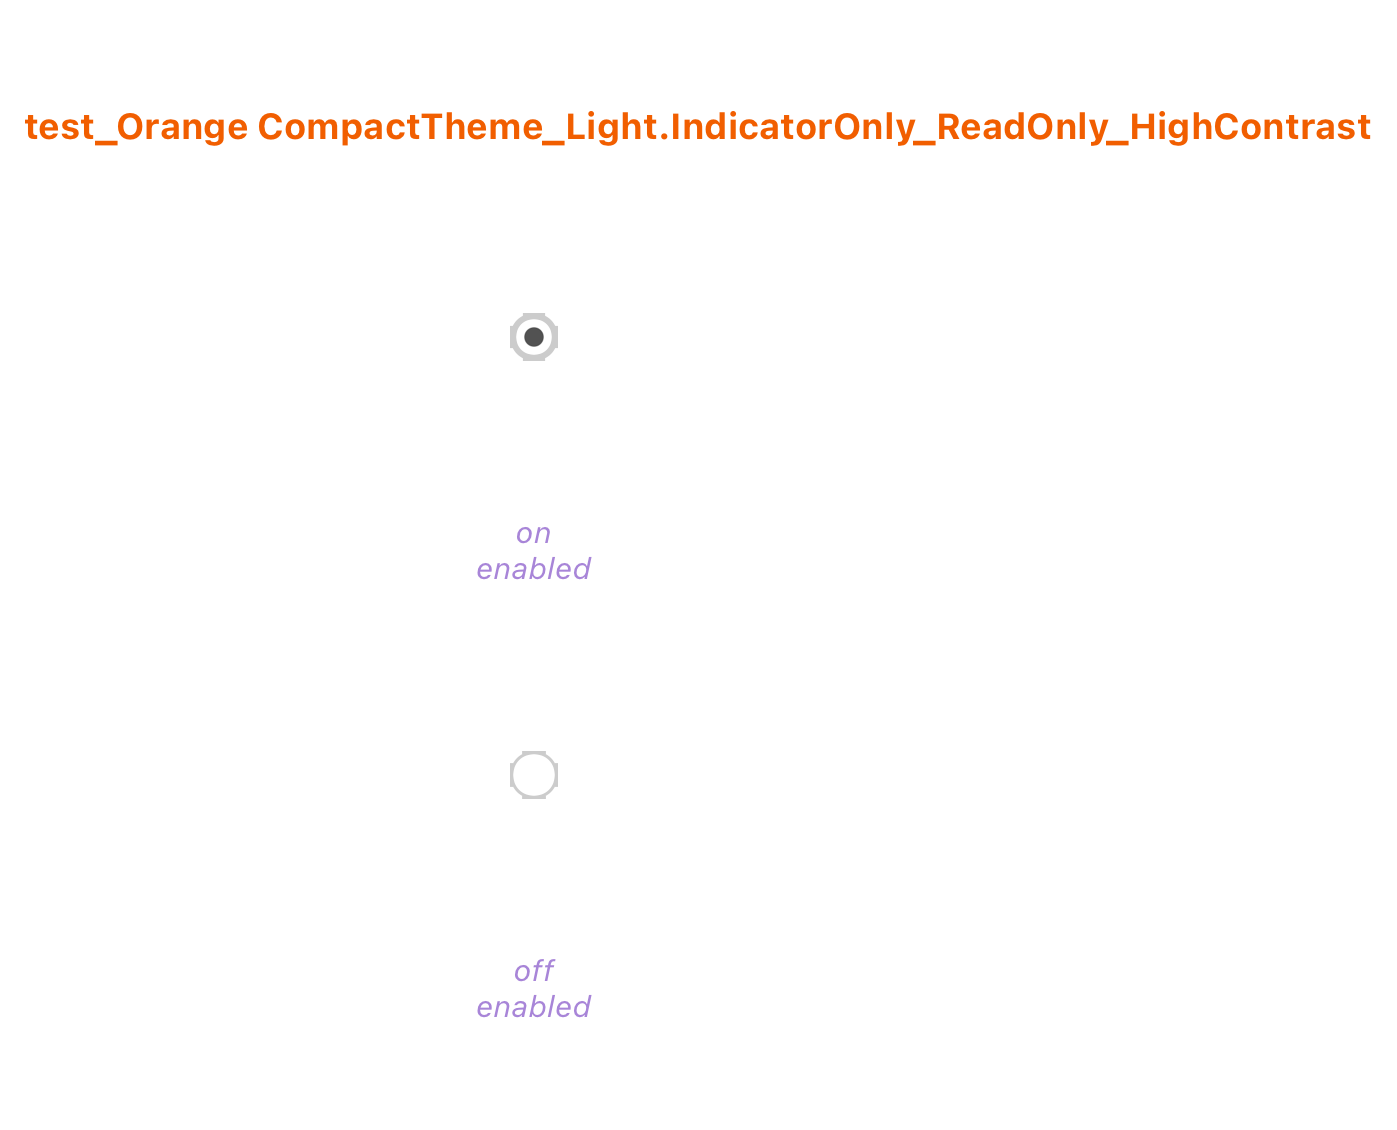 test_Orange CompactTheme_Light.IndicatorOnly_ReadOnly_HighContrast
on
enabled
off
enabled